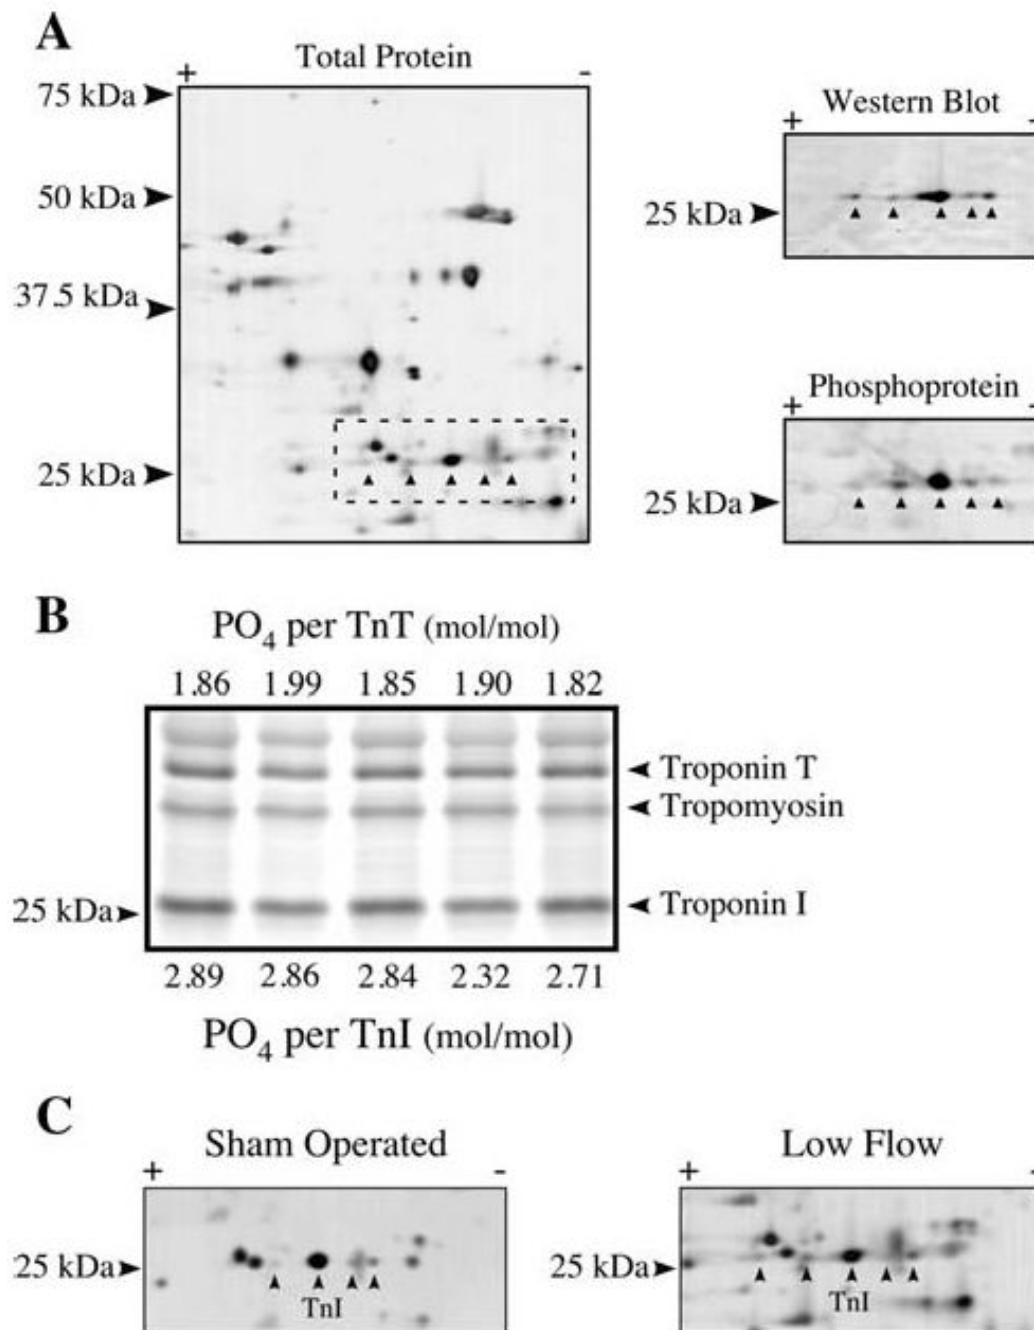 A
Total Protein
+ -
75 kDa
50 kDa
37.5 kDa
25 kDa
Western Blot
+ -
25 kDa
Phosphoprotein
+ -
25 kDa
B
PO4 per TnT (mol/mol)
1.86 1.99 1.85 1.90 1.82
Troponin T
Tropomyosin
25 kDa
Troponin I
2.89 2.86 2.84 2.32 2.71
PO4 per TnI (mol/mol)
C
Sham Operated
+ -
25 kDa
TnI
Low Flow
+ -
25 kDa
TnI